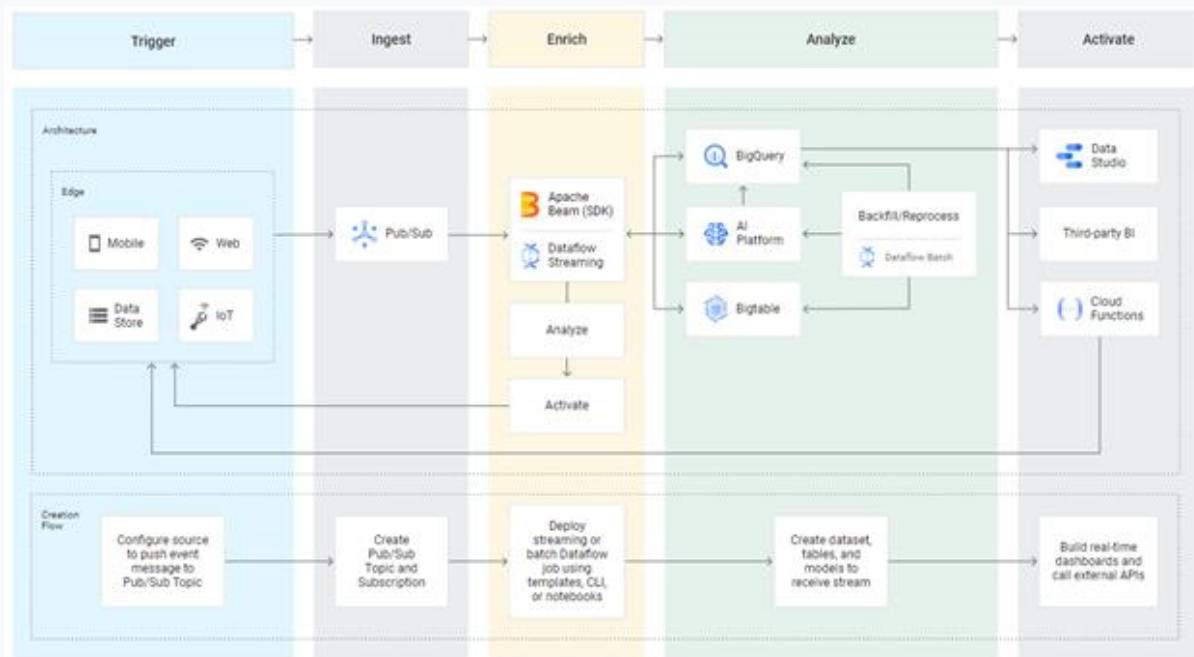 Trigger
Ingest
Enrich
Analyze
Activate
Architecture
Edge
Mobile
Web
Data
Store
IoT
Pub/Sub
Apache
Beam (SDK)
Dataflow
Streaming
Analyze
Activate
BigQuery
AI
Platform
Bigtable
Backfill/Reprocess
Dataflow Batch
Data
Studio
Third-party BI
Cloud
Functions
Creation
Flow
Configure source
to push event
message to
Pub/Sub Topic
Create
Pub/Sub
Topic and
Subscription
Deploy
streaming or
batch Dataflow
job using
templates, CLI,
or notebooks
Create dataset,
tables, and
models to
receive stream
Build real-time
dashboards and
call external APIs